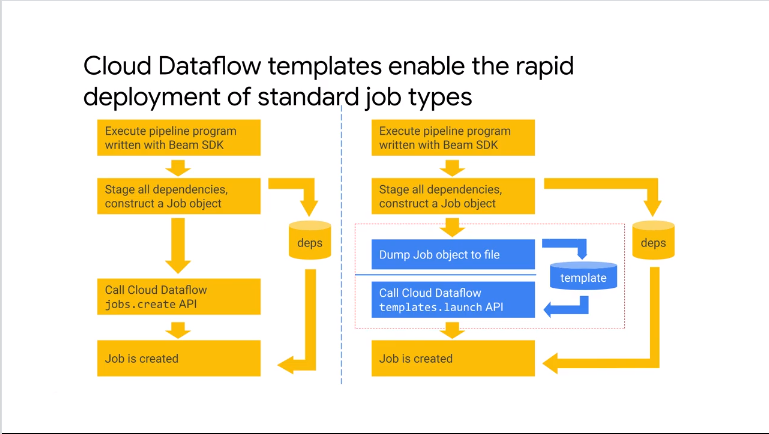 Cloud Dataflow templates enable the rapid
deployment of standard job types
Execute pipeline program
written with Beam SDK
Stage all dependencies,
construct a Job object
deps
Call Cloud Dataflow
jobs.create API
Job is created
Execute pipeline program
written with Beam SDK
Stage all dependencies,
construct a Job object
deps
Dump Job object to file
template
Call Cloud Dataflow
templates.launch API
Job is created